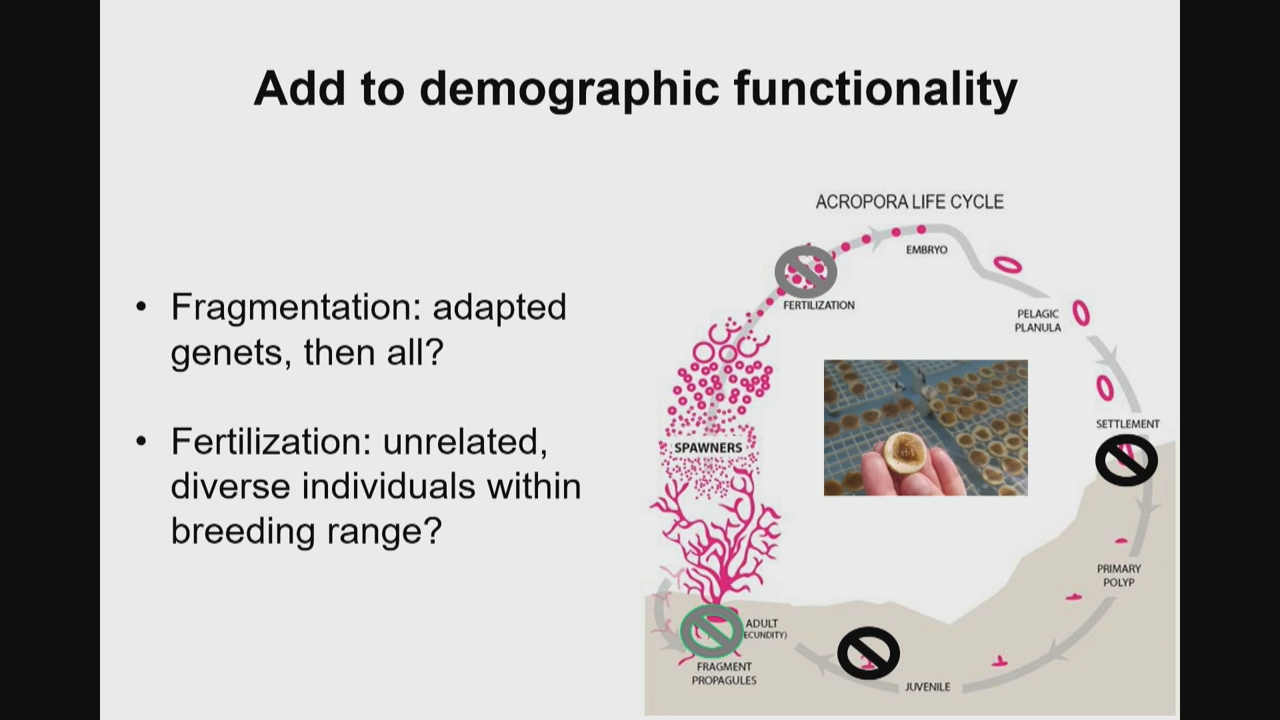 Add to demographic functionality
• Fragmentation: adapted
genets, then all?
• Fertilization: unrelated,
diverse individuals within
breeding range?
ACROPORA LIFE CYCLE
EMBRYO
FERTILIZATION
PELAGIC
PLANULA
SETTLEMENT
SPAWNERS
PRIMARY
POLYP
ADULT
ECUNDITY)
FRAGMENT
PROPAGULES
JUVENILE